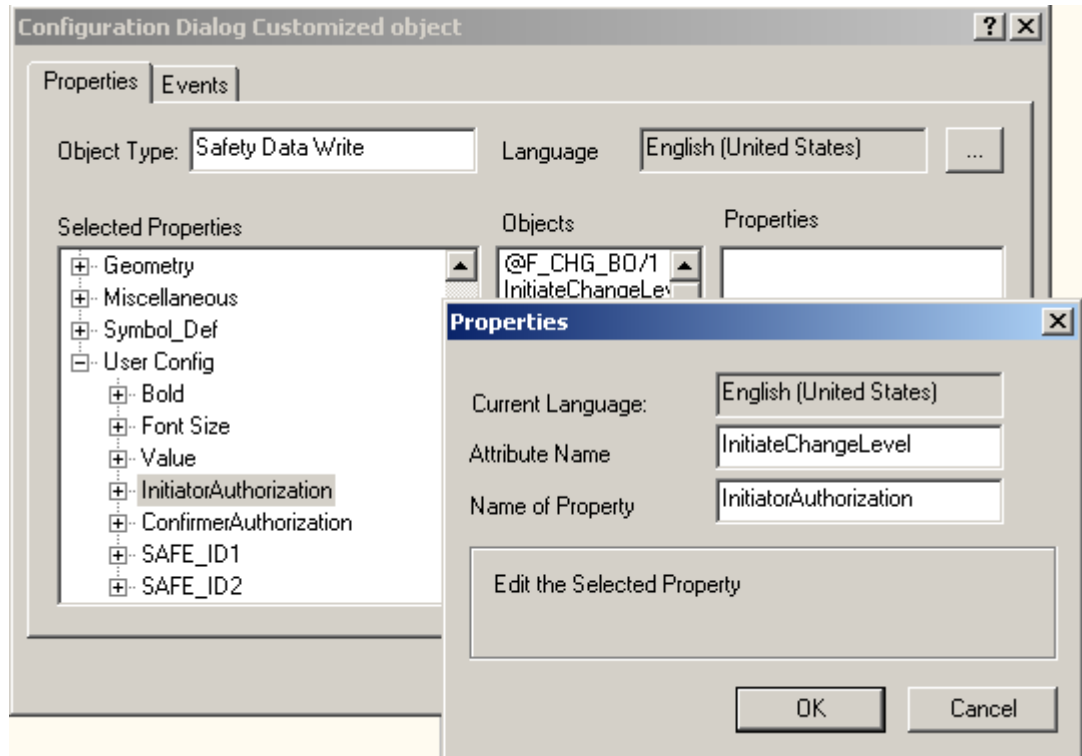 Configuration Dialog Customized object
Properties Events
Object Type: Safety Data Write Language English (United States) ...
Selected Properties Objects Properties
Geometry @F_CHG_BO/1
Miscellaneous InitiateChangeLev
Symbol_Def
User Config
Bold
Font Size
Value
InitiatorAuthorization
ConfirmerAuthorization
SAFE_ID1
SAFE_ID2
Properties
Current Language: English (United States)
Attribute Name InitiateChangeLevel
Name of Property InitiatorAuthorization
Edit the Selected Property
OK Cancel